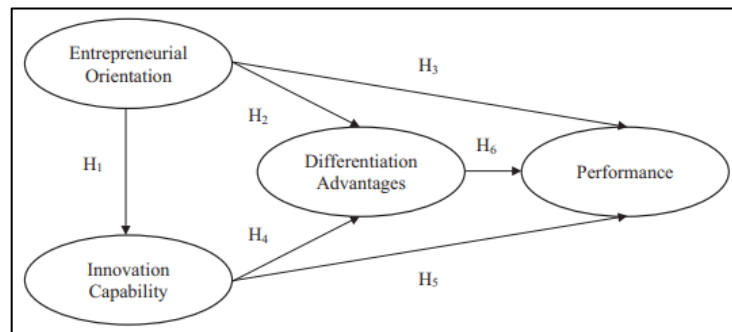 Entrepreneurial
Orientation
H₃
H₂
H₁
Differentiation
Advantages
H₆
Performance
H₄
Innovation
Capability
H₅